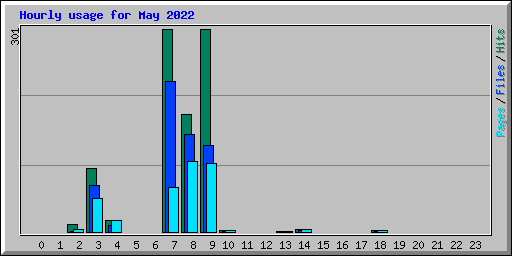 Hourly usage for May 2022
301
Pages/Files/Hits
0 1 2 3 4 5 6 7 8 9 10 11 12 13 14 15 16 17 18 19 20 21 22 23